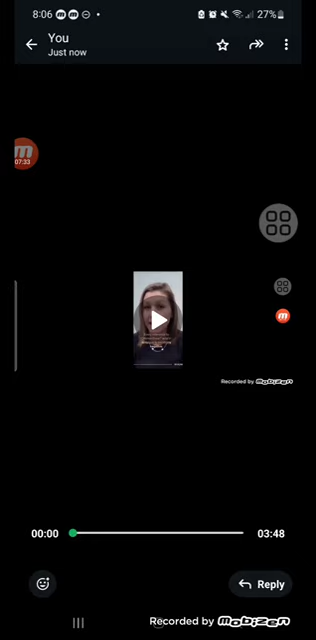 8:06
27%
You
Just now
07:33
Recorded by MOBIZEN
00:00
03:48
Reply
Recorded by MOBIZEN